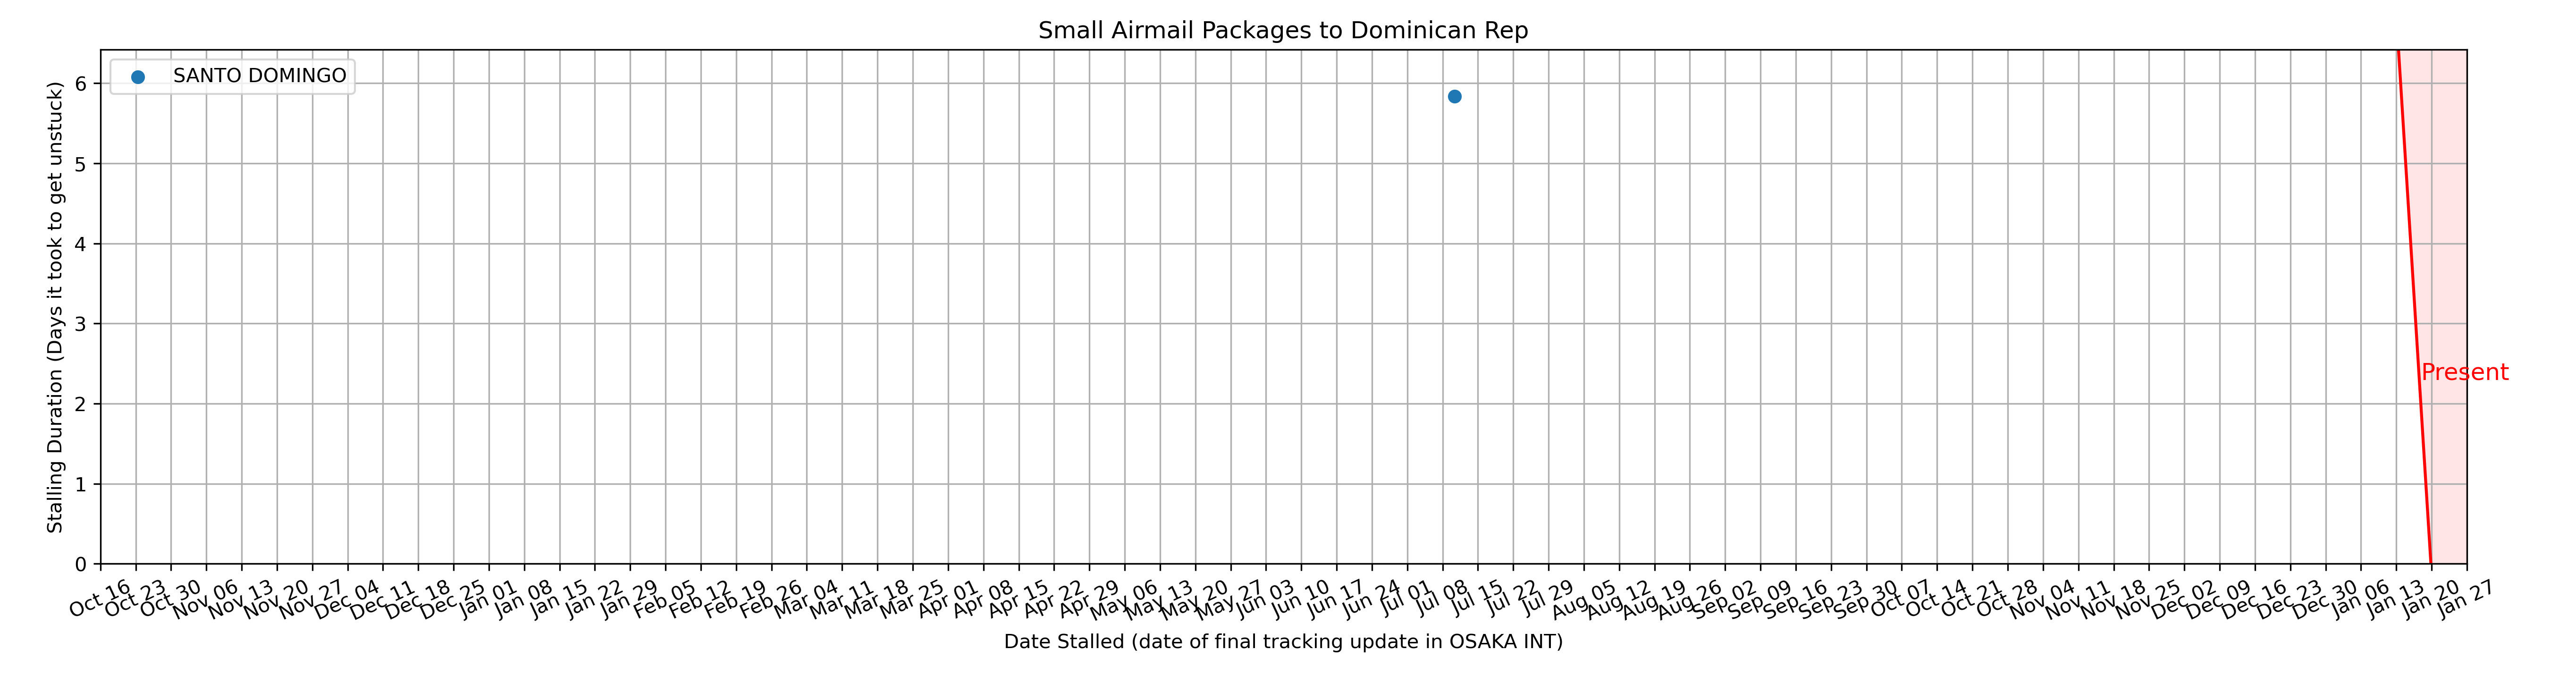 Small Airmail Packages to Dominican Rep
SANTO DOMINGO
Stalling Duration (Days it took to get unstuck)
6
5
4
3
2
1
0
Present
Oct 16 Oct 23 Oct 30 Nov 06 Nov 13 Nov 20 Nov 27 Dec 04 Dec 11 Dec 18 Dec 25 Jan 01 Jan 08 Jan 15 Jan 22 Jan 29 Feb 05 Feb 12 Feb 19 Feb 26 Mar 04 Mar 11 Mar 18 Mar 25 Apr 01 Apr 08 Apr 15 Apr 22 Apr 29 May 06 May 13 May 20 May 27 Jun 03 Jun 10 Jun 17 Jun 24 Jul 01 Jul 08 Jul 15 Jul 22 Jul 29 Aug 05 Aug 12 Aug 19 Aug 26 Sep 02 Sep 09 Sep 16 Sep 23 Sep 30 Oct 07 Oct 14 Oct 21 Oct 28 Nov 04 Nov 11 Nov 18 Nov 25 Dec 02 Dec 09 Dec 16 Dec 23 Dec 30 Jan 06 Jan 13 Jan 20 Jan 27
Date Stalled (date of final tracking update in OSAKA INT)